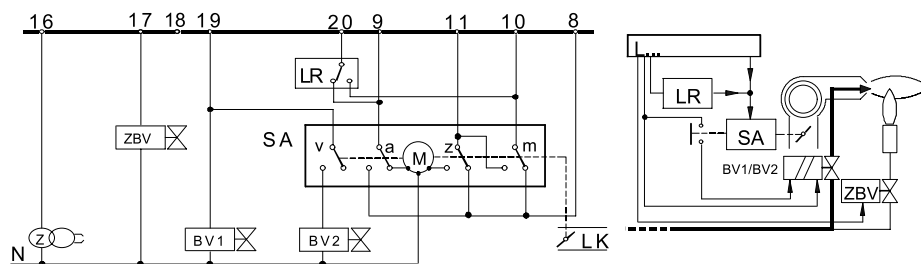 16 17 18 19 20 9 11 10 8
L
LR
LR
SA
v a M z m
SA
ZBV
BV1/BV2
ZBV
Z BV1 BV2 LK
N